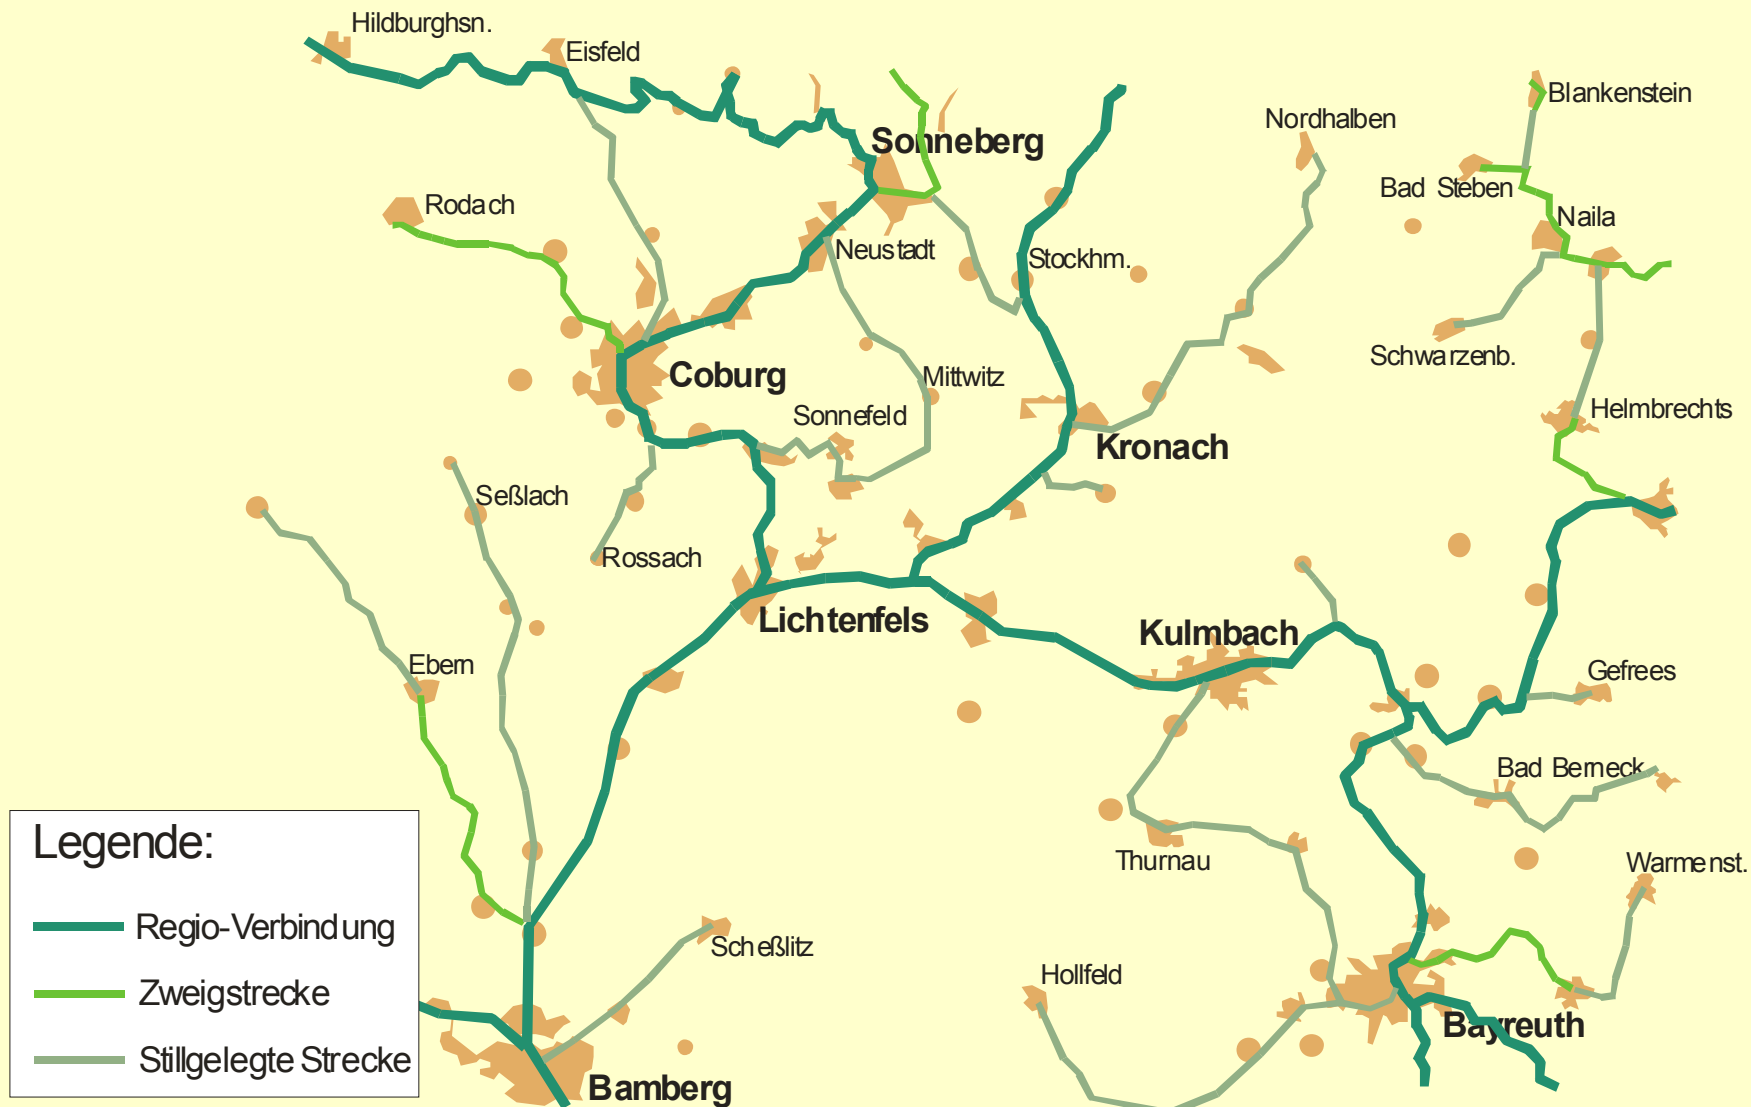 Hildburghsn.
Eisfeld
Blankenstein
Nordhalben
Sonneberg
Bad Steben
Rodach
Naila
Neustadt
Stockhm.
Schwarzenb.
Coburg
Mittwitz
Sonnefeld
Helmbrechts
Kronach
Seßlach
Rossach
Lichtenfels
Kulmbach
Ebern
Gefrees
Bad Berneck
Thurnau
Warmenst.
Scheßlitz
Hollfeld
Bayreuth
Bamberg
Legende:
Regio-Verbindung
Zweigstrecke
Stillgelegte Strecke